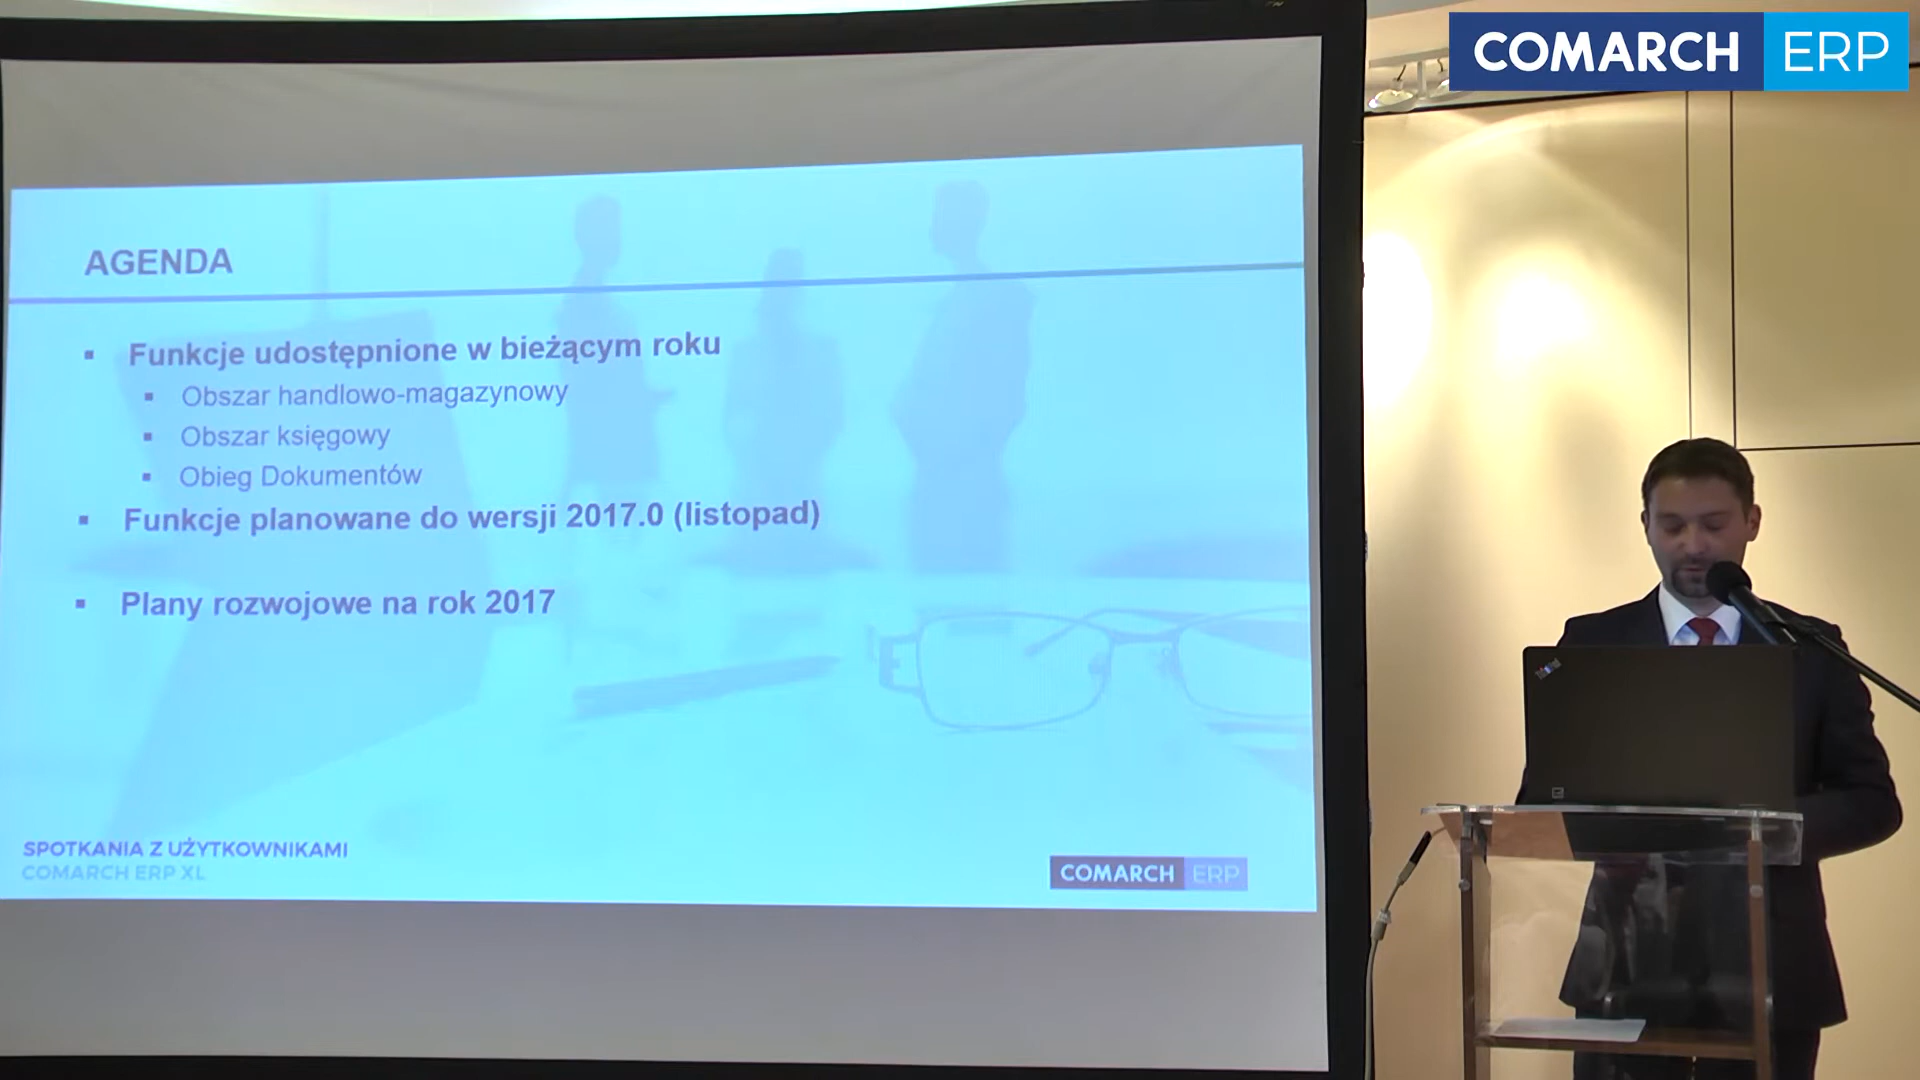 COMARCH ERP
AGENDA
Funkcje udostępnione w bieżącym roku
Obszar handlowo-magazynowy
Obszar księgowy
Obieg Dokumentów
Funkcje planowane do wersji 2017.0 (listopad)
Plany rozwojowe na rok 2017
SPOTKANIA Z UŻYTKOWNIKAMI
COMARCH ERP XL
COMARCH ERP